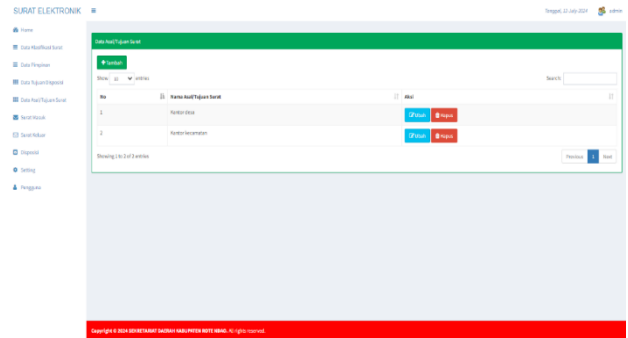 SURAT ELEKTRONIK
Tanggal, 11 July 2024 admin
Home
Data Klasifikasi Surat
Data Pimpinan
Data Tujuan Disposisi
Data Asal/Tujuan Surat
Surat Masuk
Surat Keluar
Disposisi
Setting
Pengguna
Data Asal/Tujuan Surat
Tambah
Show 10 entries
Search:
No Nama Asal/Tujuan Surat Aksi
1 Kantor Desa Ubah Hapus
2 Kantor kecamatan Ubah Hapus
Showing 1 to 2 of 2 entries
Previous 1 Next
Copyright © 2024 SEKRETARIAT DAERAH KABUPATEN ROTE NDAO. All rights reserved.